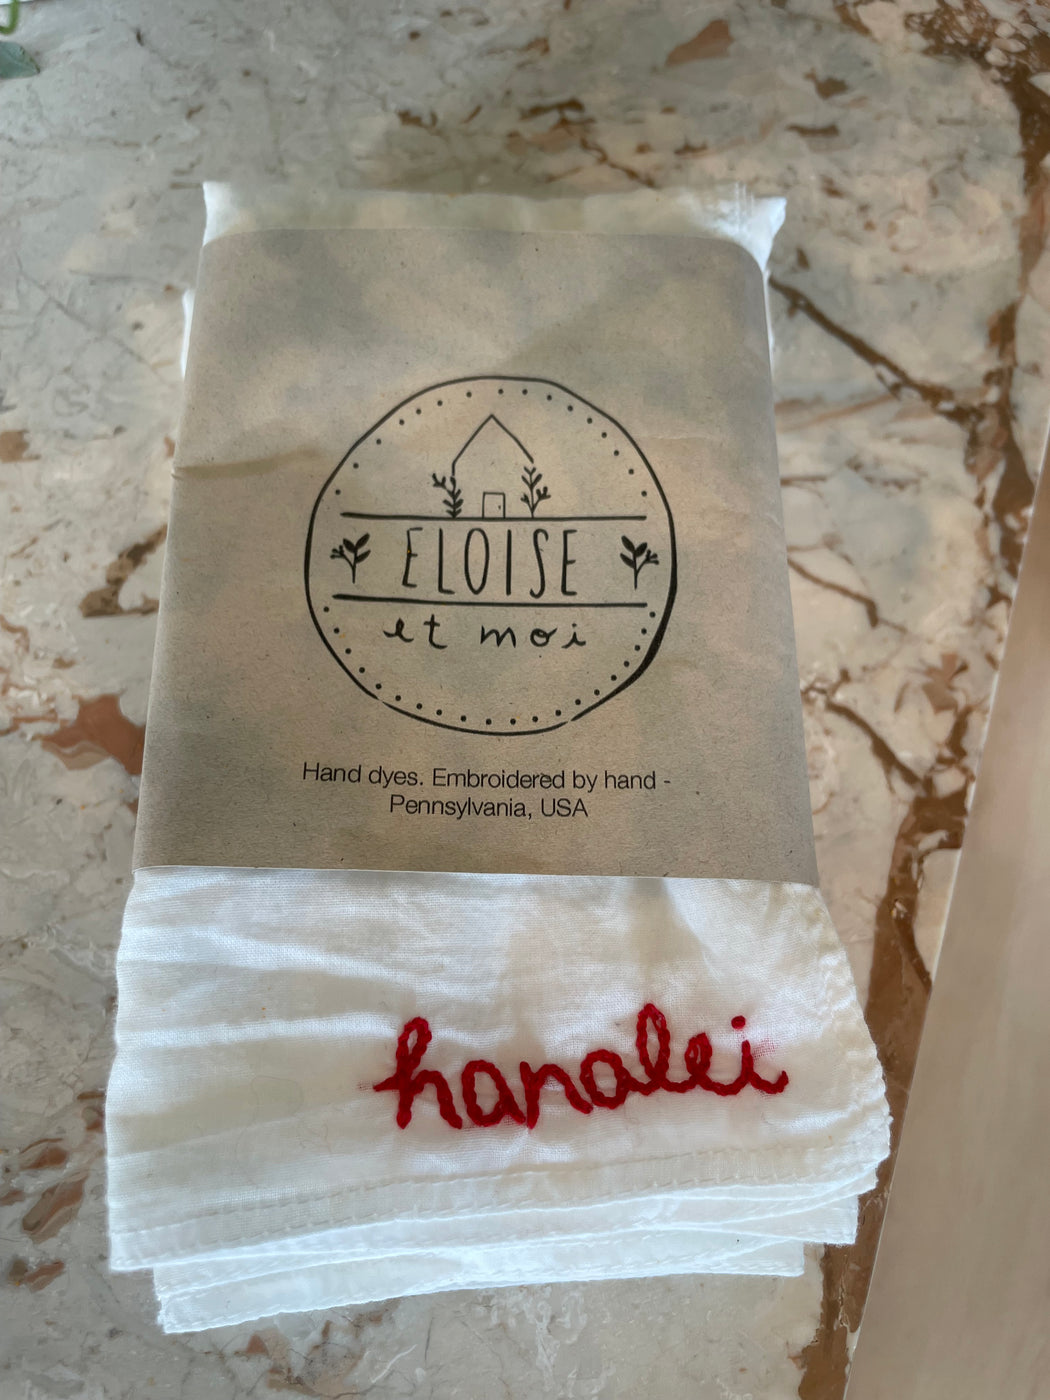 ELOISE
et moi
Hand dyes. Embroidered by hand -
Pennsylvania, USA
hanalei